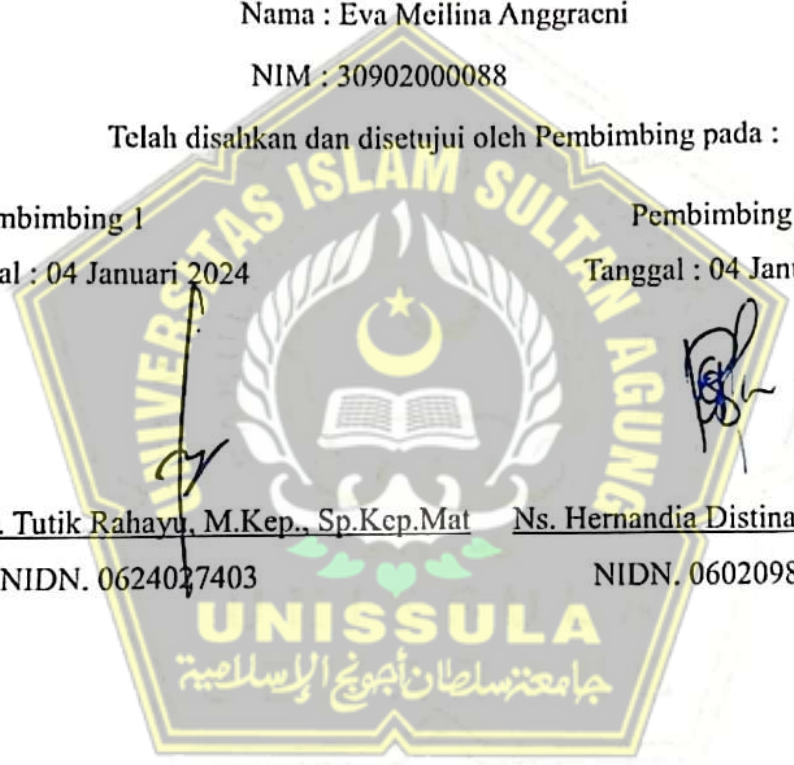 Nama : Eva Meilina Anggraeni
NIM : 30902000088
Telah disahkan dan disetujui oleh Pembimbing pada :
mbimbing 1
Pembimbing
al : 04 Januari 2024
Tanggal : 04 Janu
. Tutik Rahayu, M.Kep., Sp.Kep.Mat
Ns. Hernandia Distina
NIDN. 0624027403
NIDN. 0602098
UNIVERSITAS ISLAM SULTAN AGUNG
UNISSULA
جامعتسلطان أجونج الإسلامية